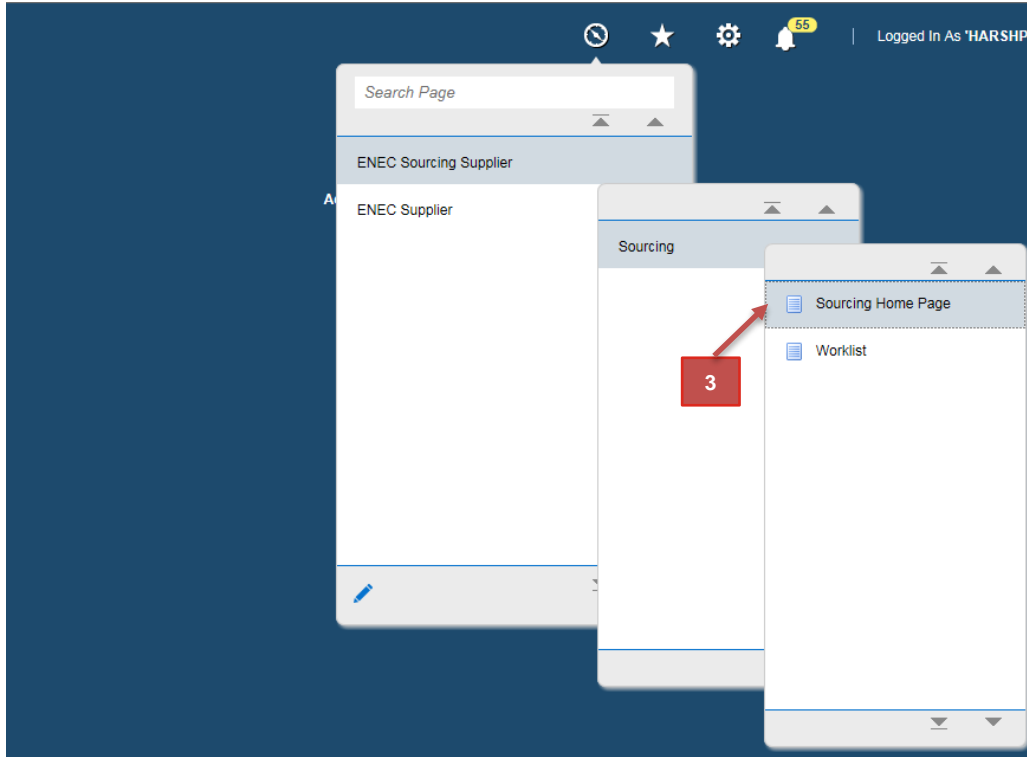 55
Logged In As 'HARSHP
Search Page
ENEC Sourcing Supplier
ENEC Supplier
Sourcing
Sourcing Home Page
Worklist
3